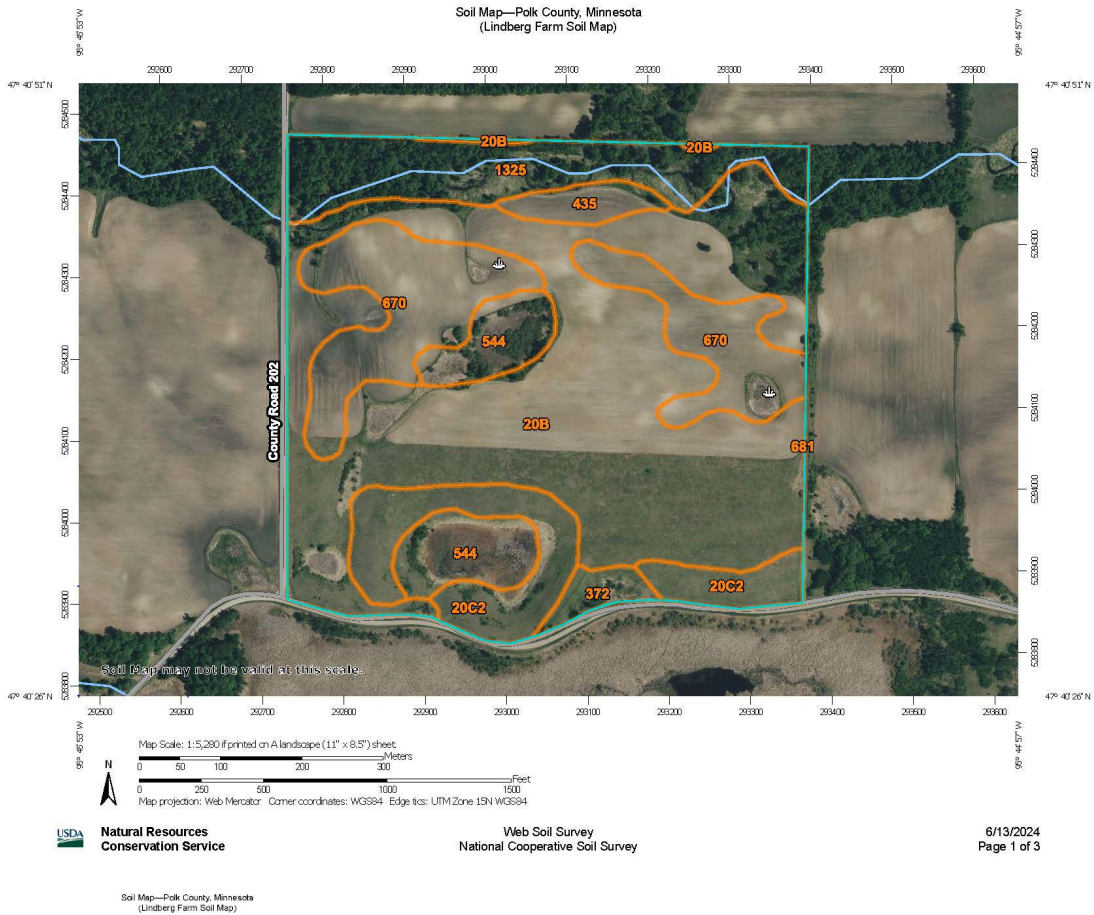 Soil Map—Polk County, Minnesota
(Lindberg Farm Soil Map)
95° 45' 53'' W
95° 44' 57'' W
292600 292700 292800 292900 293000 293100 293200 293300 293400 293500 293600
47° 40' 51'' N
47° 40' 51'' N
5284500
5284400
5284300
5284200
5284100
5284000
5283900
5283800
5284400
5284300
5284200
5284100
5284000
5283900
5283800
20B
20B
1325
435
670
544
670
County Road 202
20B
681
544
372
20C2
20C2
Soil Map may not be valid at this scale.
47° 40' 26'' N
47° 40' 26'' N
292500 292600 292700 292800 292900 293000 293100 293200 293300 293400 293500 293600
95° 45' 53'' W
95° 44' 57'' W
Map Scale: 1:5,280 if printed on A landscape (11" x 8.5") sheet.
Meters
0 50 100 200 300
Feet
0 250 500 1000 1500
N
Map projection: Web Mercator Corner coordinates: WGS84 Edge tics: UTM Zone 15N WGS84
USDA
Natural Resources
Conservation Service
Web Soil Survey
National Cooperative Soil Survey
6/13/2024
Page 1 of 3
Soil Map—Polk County, Minnesota
(Lindberg Farm Soil Map)